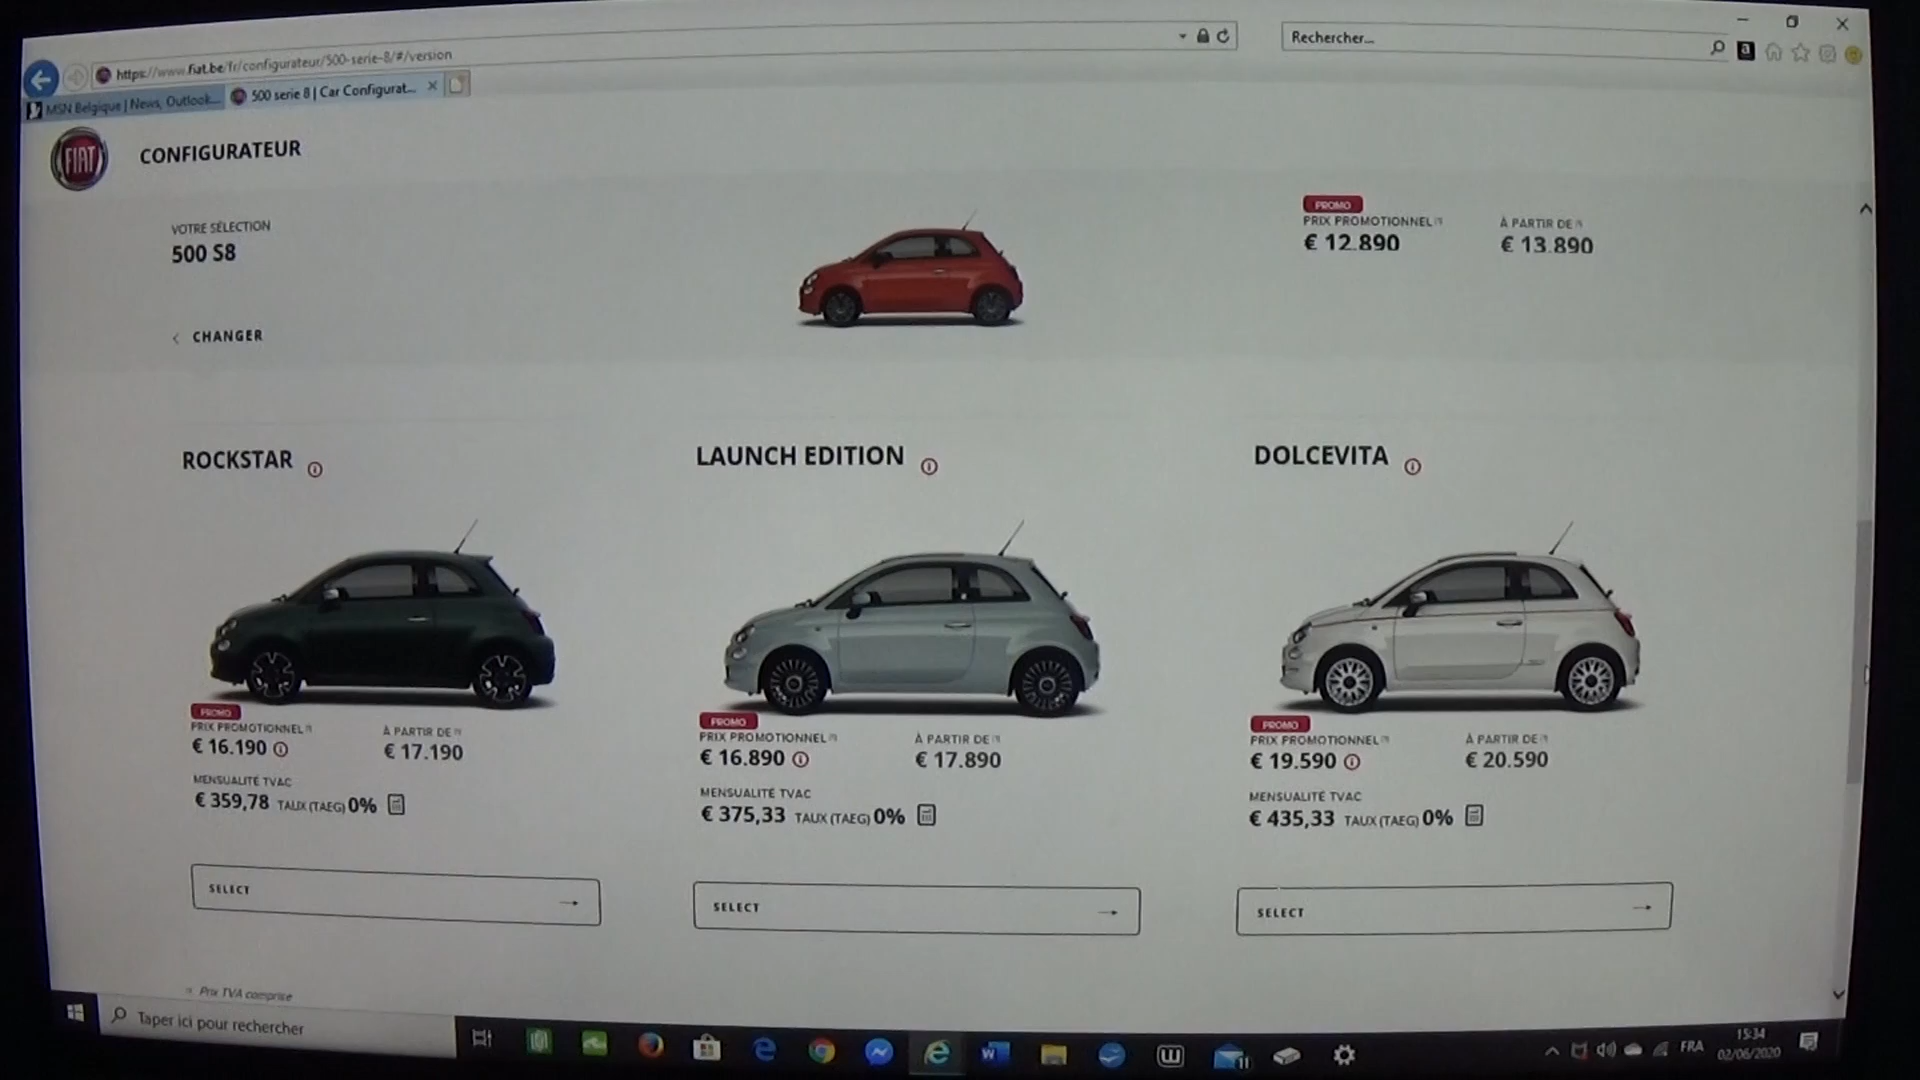 https://www.fiat.be/fr/configurateur/500-serie-8/#/version
Rechercher...
MSN Belgique | News, Outlook...
500 serie 8 | Car Configurat...
FIAT
CONFIGURATEUR
VOTRE SÉLECTION
500 S8
CHANGER
PROMO
PRIX PROMOTIONNEL
€ 12.890
À PARTIR DE
€ 13.890
ROCKSTAR
PROMO
PRIX PROMOTIONNEL
€ 16.190
À PARTIR DE
€ 17.190
MENSUALITÉ TVAC
€ 359,78 TAUX (TAEG) 0%
SELECT
LAUNCH EDITION
PROMO
PRIX PROMOTIONNEL
€ 16.890
À PARTIR DE
€ 17.890
MENSUALITÉ TVAC
€ 375,33 TAUX (TAEG) 0%
SELECT
DOLCEVITA
PROMO
PRIX PROMOTIONNEL
€ 19.590
À PARTIR DE
€ 20.590
MENSUALITÉ TVAC
€ 435,33 TAUX (TAEG) 0%
SELECT
Prix TVA comprise
Taper ici pour rechercher
11
FRA
15:34
02/06/2020